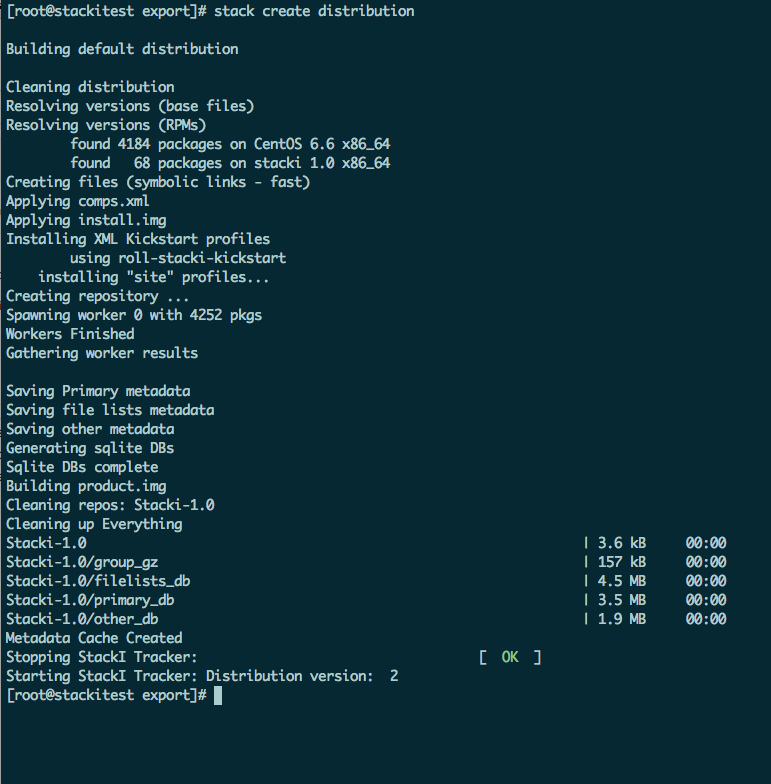 [root@stackitest export]# stack create distribution
Building default distribution
Cleaning distribution
Resolving versions (base files)
Resolving versions (RPMs)
found 4184 packages on CentOS 6.6 x86_64
found 68 packages on stacki 1.0 x86_64
Creating files (symbolic links - fast)
Applying comps.xml
Applying install.img
Installing XML Kickstart profiles
using roll-stacki-kickstart
installing "site" profiles...
Creating repository ...
Spawning worker 0 with 4252 pkgs
Workers Finished
Gathering worker results
Saving Primary metadata
Saving file lists metadata
Saving other metadata
Generating sqlite DBs
Sqlite DBs complete
Building product.img
Cleaning repos: Stacki-1.0
Cleaning up Everything
Stacki-1.0 | 3.6 kB 00:00
Stacki-1.0/group_gz | 157 kB 00:00
Stacki-1.0/filelists_db | 4.5 MB 00:00
Stacki-1.0/primary_db | 3.5 MB 00:00
Stacki-1.0/other_db | 1.9 MB 00:00
Metadata Cache Created
Stopping StackI Tracker: [ OK ]
Starting StackI Tracker: Distribution version: 2
[root@stackitest export]#